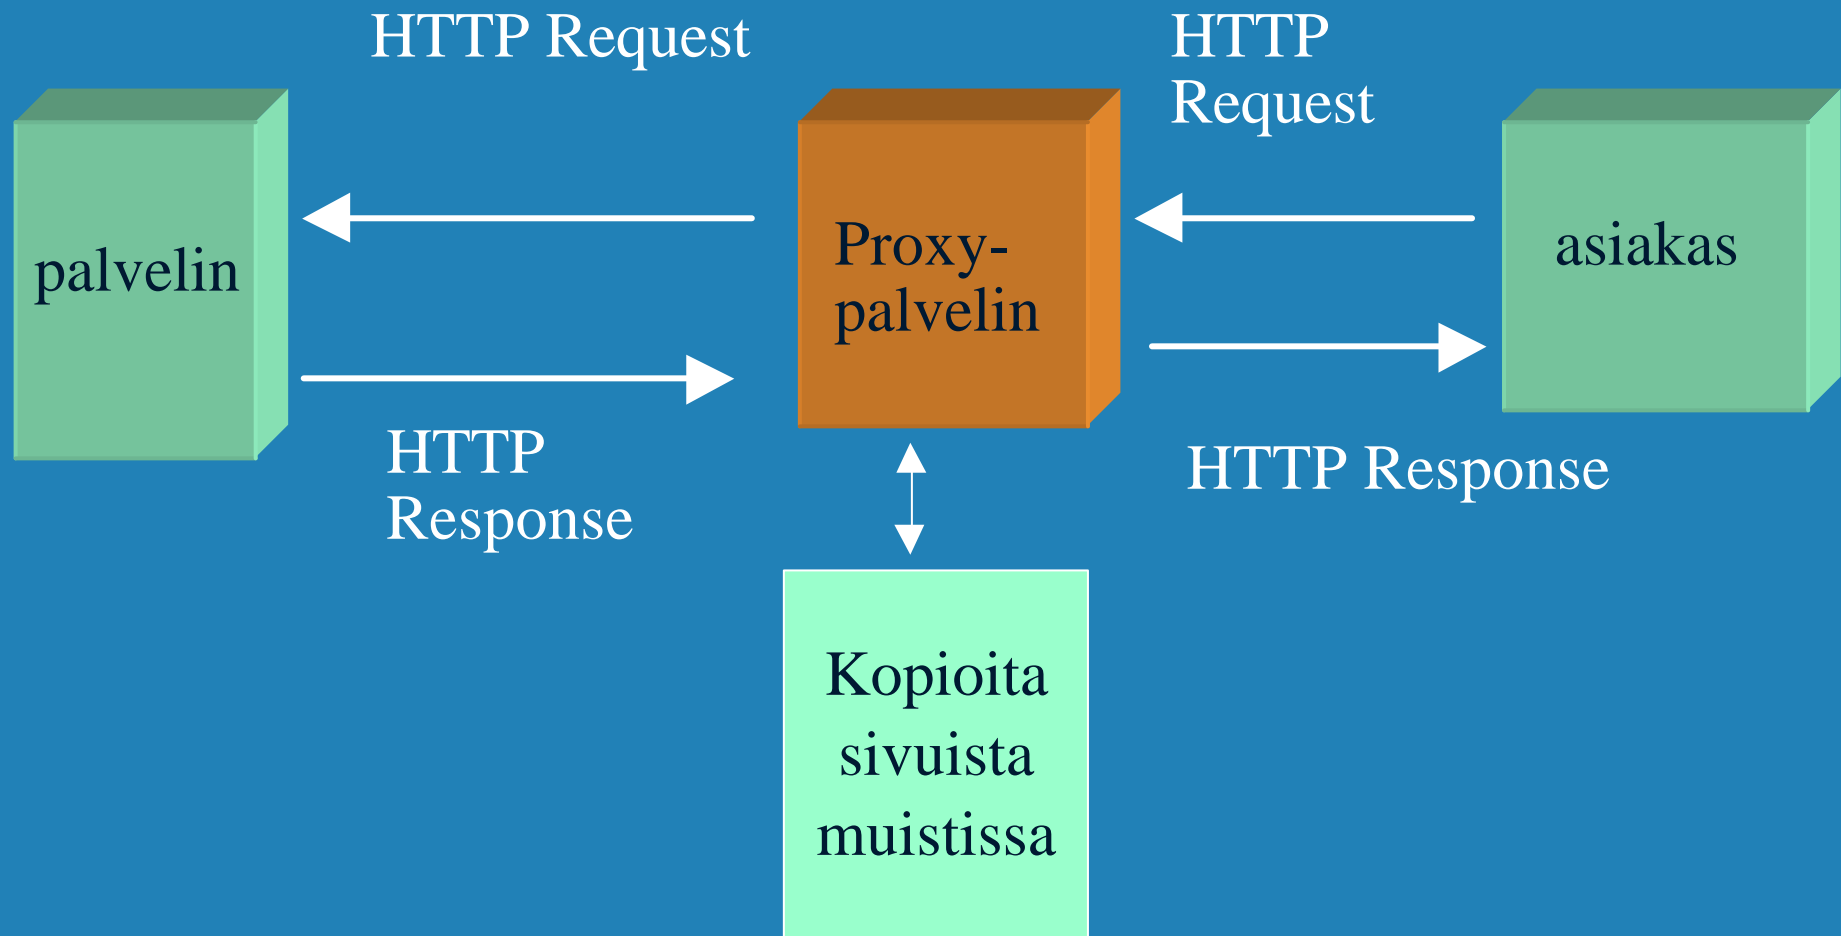 HTTP Request
HTTP
Request
palvelin
Proxy-
palvelin
asiakas
HTTP
Response
HTTP Response
Kopioita
sivuista
muistissa